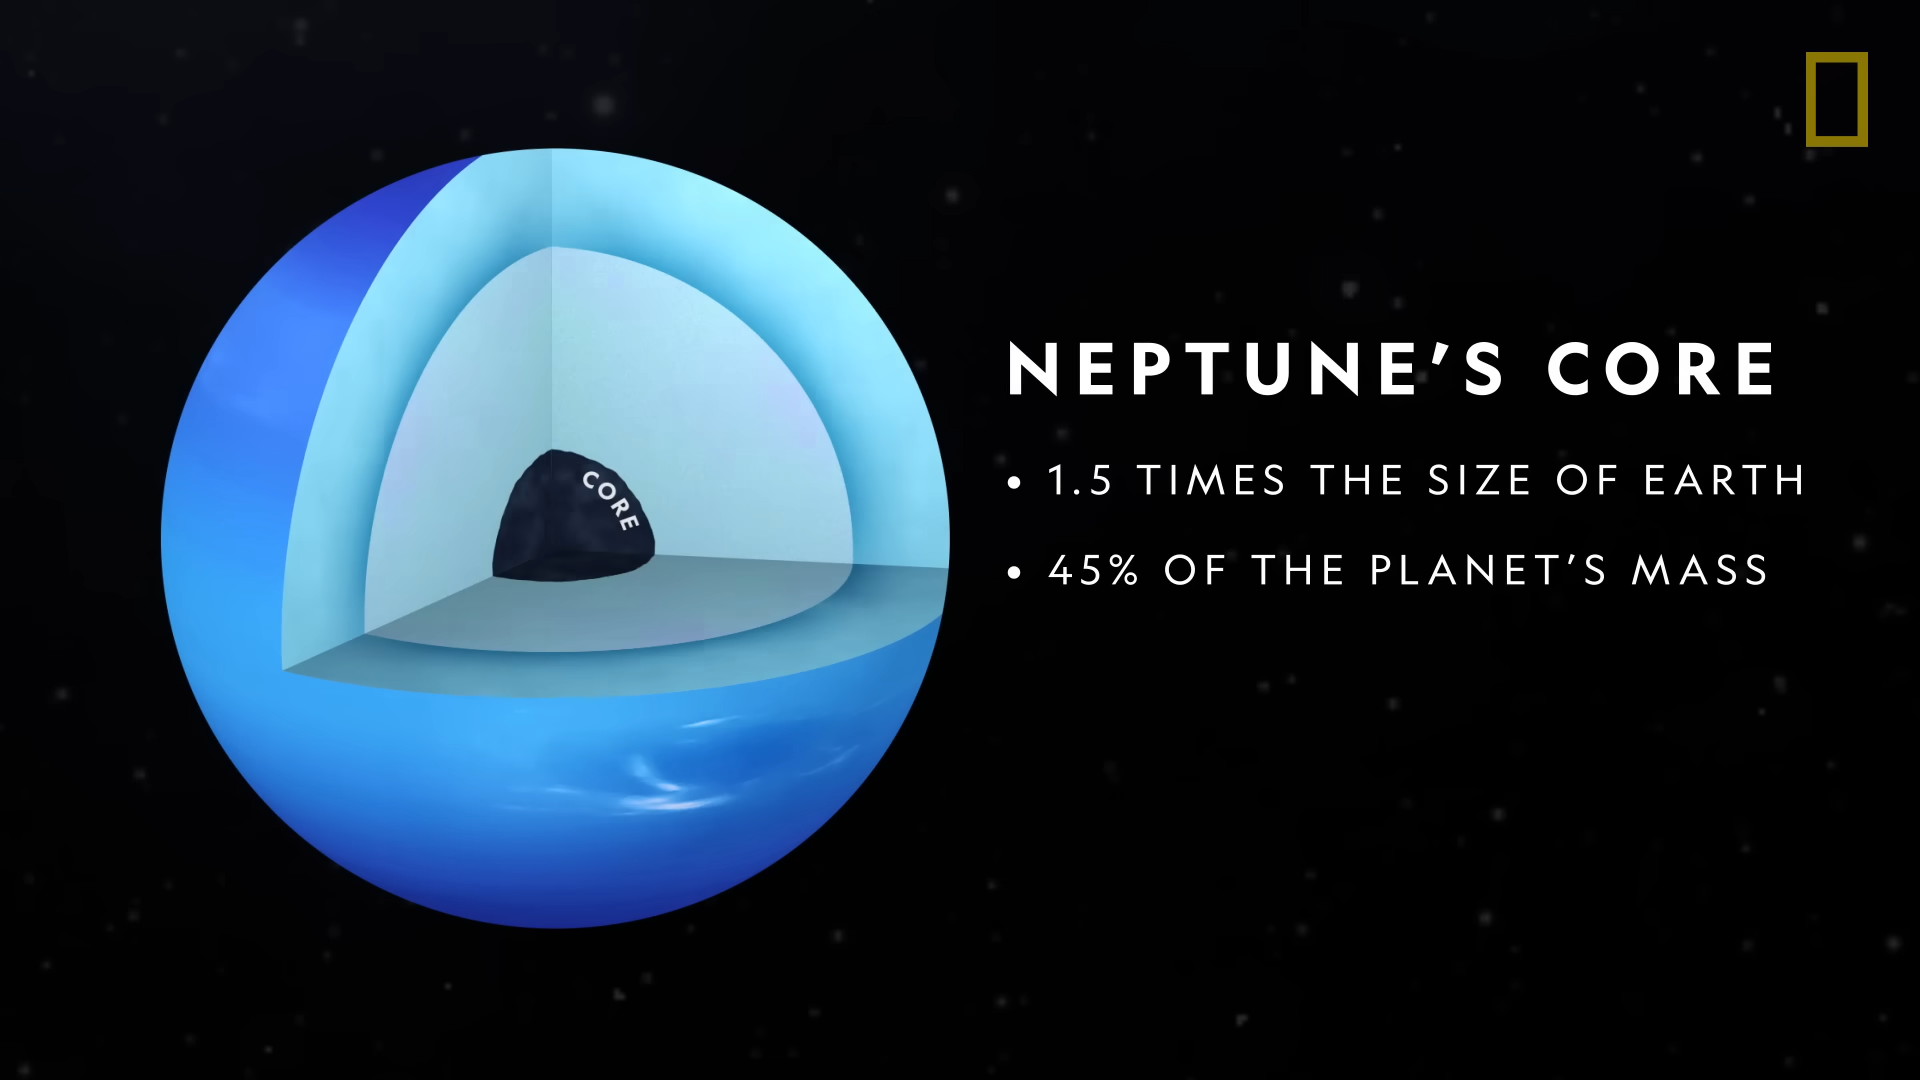 NEPTUNE’S CORE
• 1.5 TIMES THE SIZE OF EARTH
• 45% OF THE PLANET’S MASS
CORE